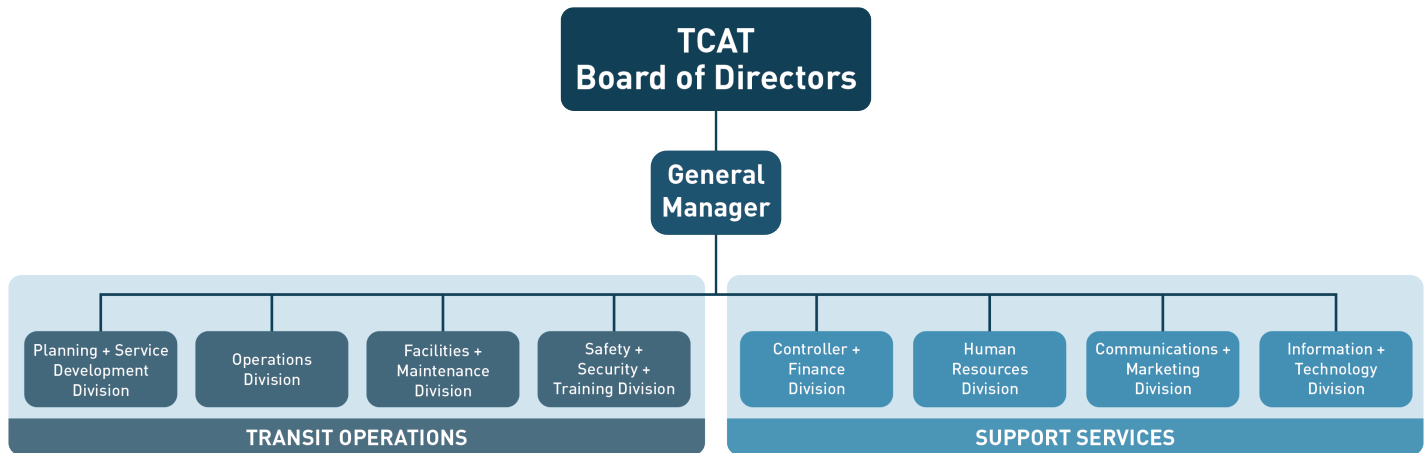 TCAT
Board of Directors
General
Manager
Planning + Service
Development
Division
Operations
Division
Facilities +
Maintenance
Division
Safety +
Security +
Training Division
Controller +
Finance
Division
Human
Resources
Division
Communications +
Marketing
Division
Information +
Technology
Division
TRANSIT OPERATIONS
SUPPORT SERVICES